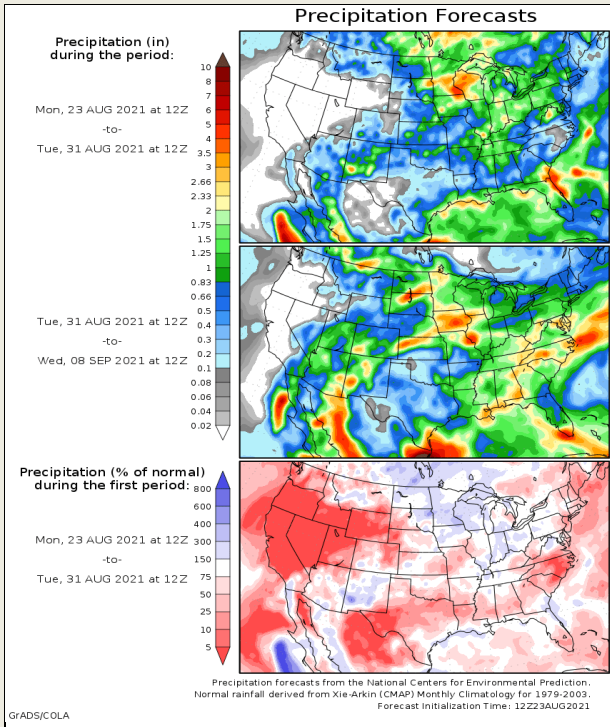 Precipitation Forecasts
Precipitation (in)
during the period:
Mon, 23 AUG 2021 at 12Z
-to-
Tue, 31 AUG 2021 at 12Z
10
8
7
6
5
4
3.5
3
2.66
2.33
2
1.75
1.5
1.25
1
0.83
0.66
0.5
0.4
0.3
0.2
0.1
0.08
0.06
0.04
0.02
Tue, 31 AUG 2021 at 12Z
-to-
Wed, 08 SEP 2021 at 12Z
Precipitation (% of normal)
during the first period:
Mon, 23 AUG 2021 at 12Z
-to-
Tue, 31 AUG 2021 at 12Z
800
600
400
300
150
75
50
25
10
5
Precipitation forecasts from the National Centers for Environmental Prediction.
Normal rainfall derived from Xie-Arkin (CMAP) Monthly Climatology for 1979-2003.
Forecast Initialization Time: 12Z23AUG2021
GrADS/COLA